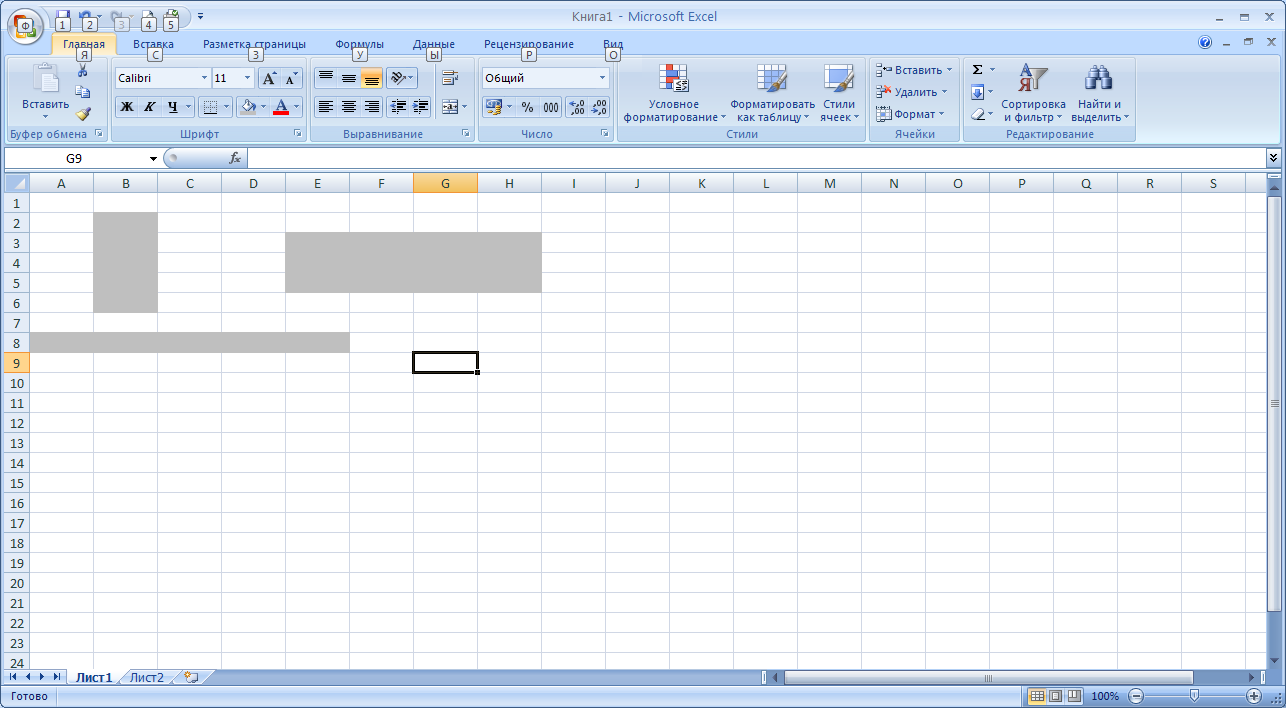 Книга1 - Microsoft Excel
1 2 3 4 5
Ф
Главная Вставка Разметка страницы Формулы Данные Рецензирование Вид
Я С З У Ы Р О
Вставить
Буфер обмена
Calibri 11
Ж К Ч
Шрифт
Выравнивание
Общий
% 000
,00 ,00
Число
Условное форматирование
Форматировать как таблицу
Стили ячеек
Стили
Вставить
Удалить
Формат
Ячейки
Σ
Сортировка и фильтр
Найти и выделить
Редактирование
G9 fx
A B C D E F G H I J K L M N O P Q R S
1
2
3
4
5
6
7
8
9
10
11
12
13
14
15
16
17
18
19
20
21
22
23
24
Лист1 Лист2
Готово 100%